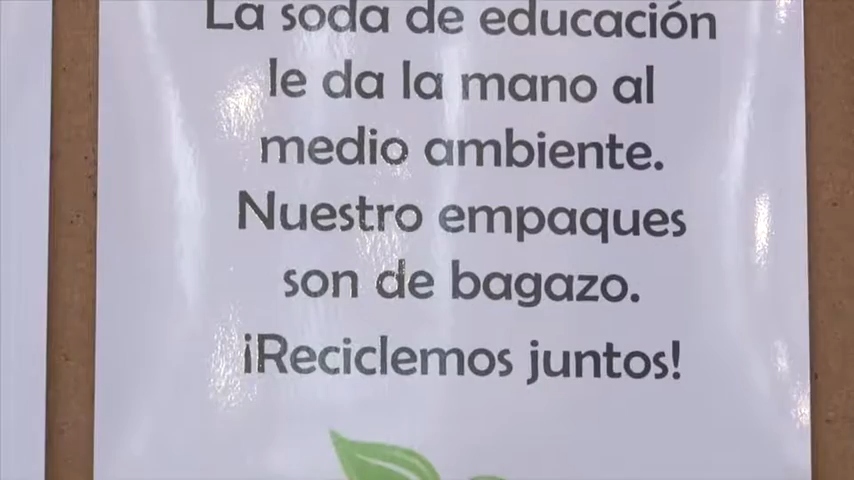 La soda de educación
le da la mano al
medio ambiente.
Nuestro empaques
son de bagazo.
¡Reciclemos juntos!